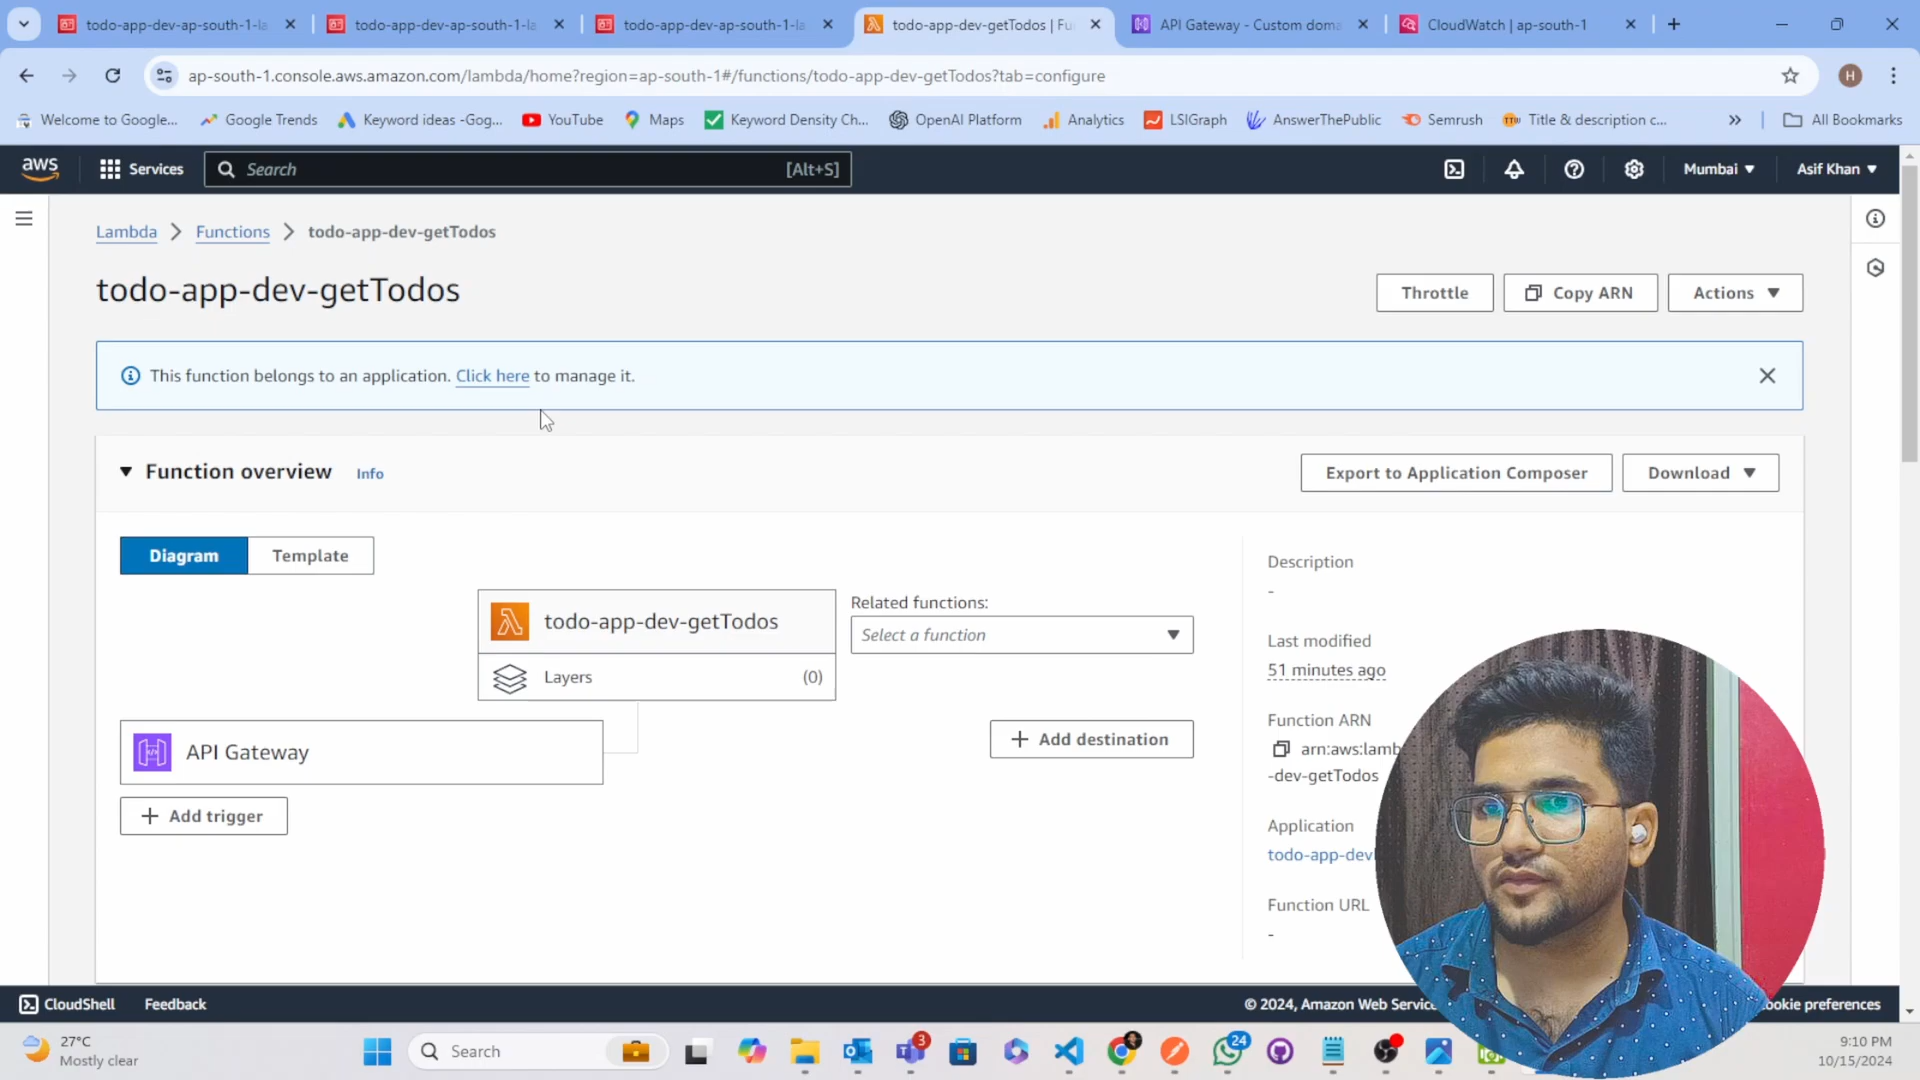 todo-app-dev-ap-south-1-la
todo-app-dev-ap-south-1-la
todo-app-dev-ap-south-1-la
todo-app-dev-getTodos | Fu
API Gateway - Custom doma
CloudWatch | ap-south-1
ap-south-1.console.aws.amazon.com/lambda/home?region=ap-south-1#/functions/todo-app-dev-getTodos?tab=configure
H
Welcome to Google...
Google Trends
Keyword ideas -Gog...
YouTube
Maps
Keyword Density Ch...
OpenAI Platform
Analytics
LSIGraph
AnswerThePublic
Semrush
Title & description c...
All Bookmarks
aws
Services
Search
[Alt+S]
Mumbai
Asif Khan
Lambda
Functions
todo-app-dev-getTodos
todo-app-dev-getTodos
Throttle
Copy ARN
Actions
This function belongs to an application. Click here to manage it.
Function overview
Info
Export to Application Composer
Download
Diagram
Template
todo-app-dev-getTodos
Layers
(0)
Related functions:
Select a function
API Gateway
Add trigger
Add destination
Description
-
Last modified
51 minutes ago
Function ARN
arn:aws:lamb
-dev-getTodos
Application
todo-app-dev
Function URL
-
CloudShell
Feedback
© 2024, Amazon Web Servic
ookie preferences
27°C
Mostly clear
Search
3
24
9:10 PM
10/15/2024